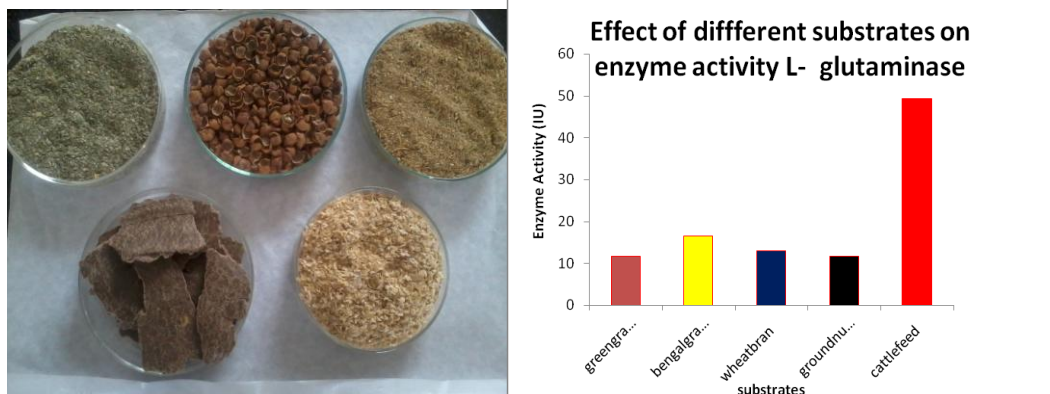 Effect of diffferent substrates on
enzyme activity L- glutaminase
Enzyme Activity (IU)
60
50
40
30
20
10
0
greengra...
bengalgra...
wheatbran
groundnu...
cattlefeed
substrates